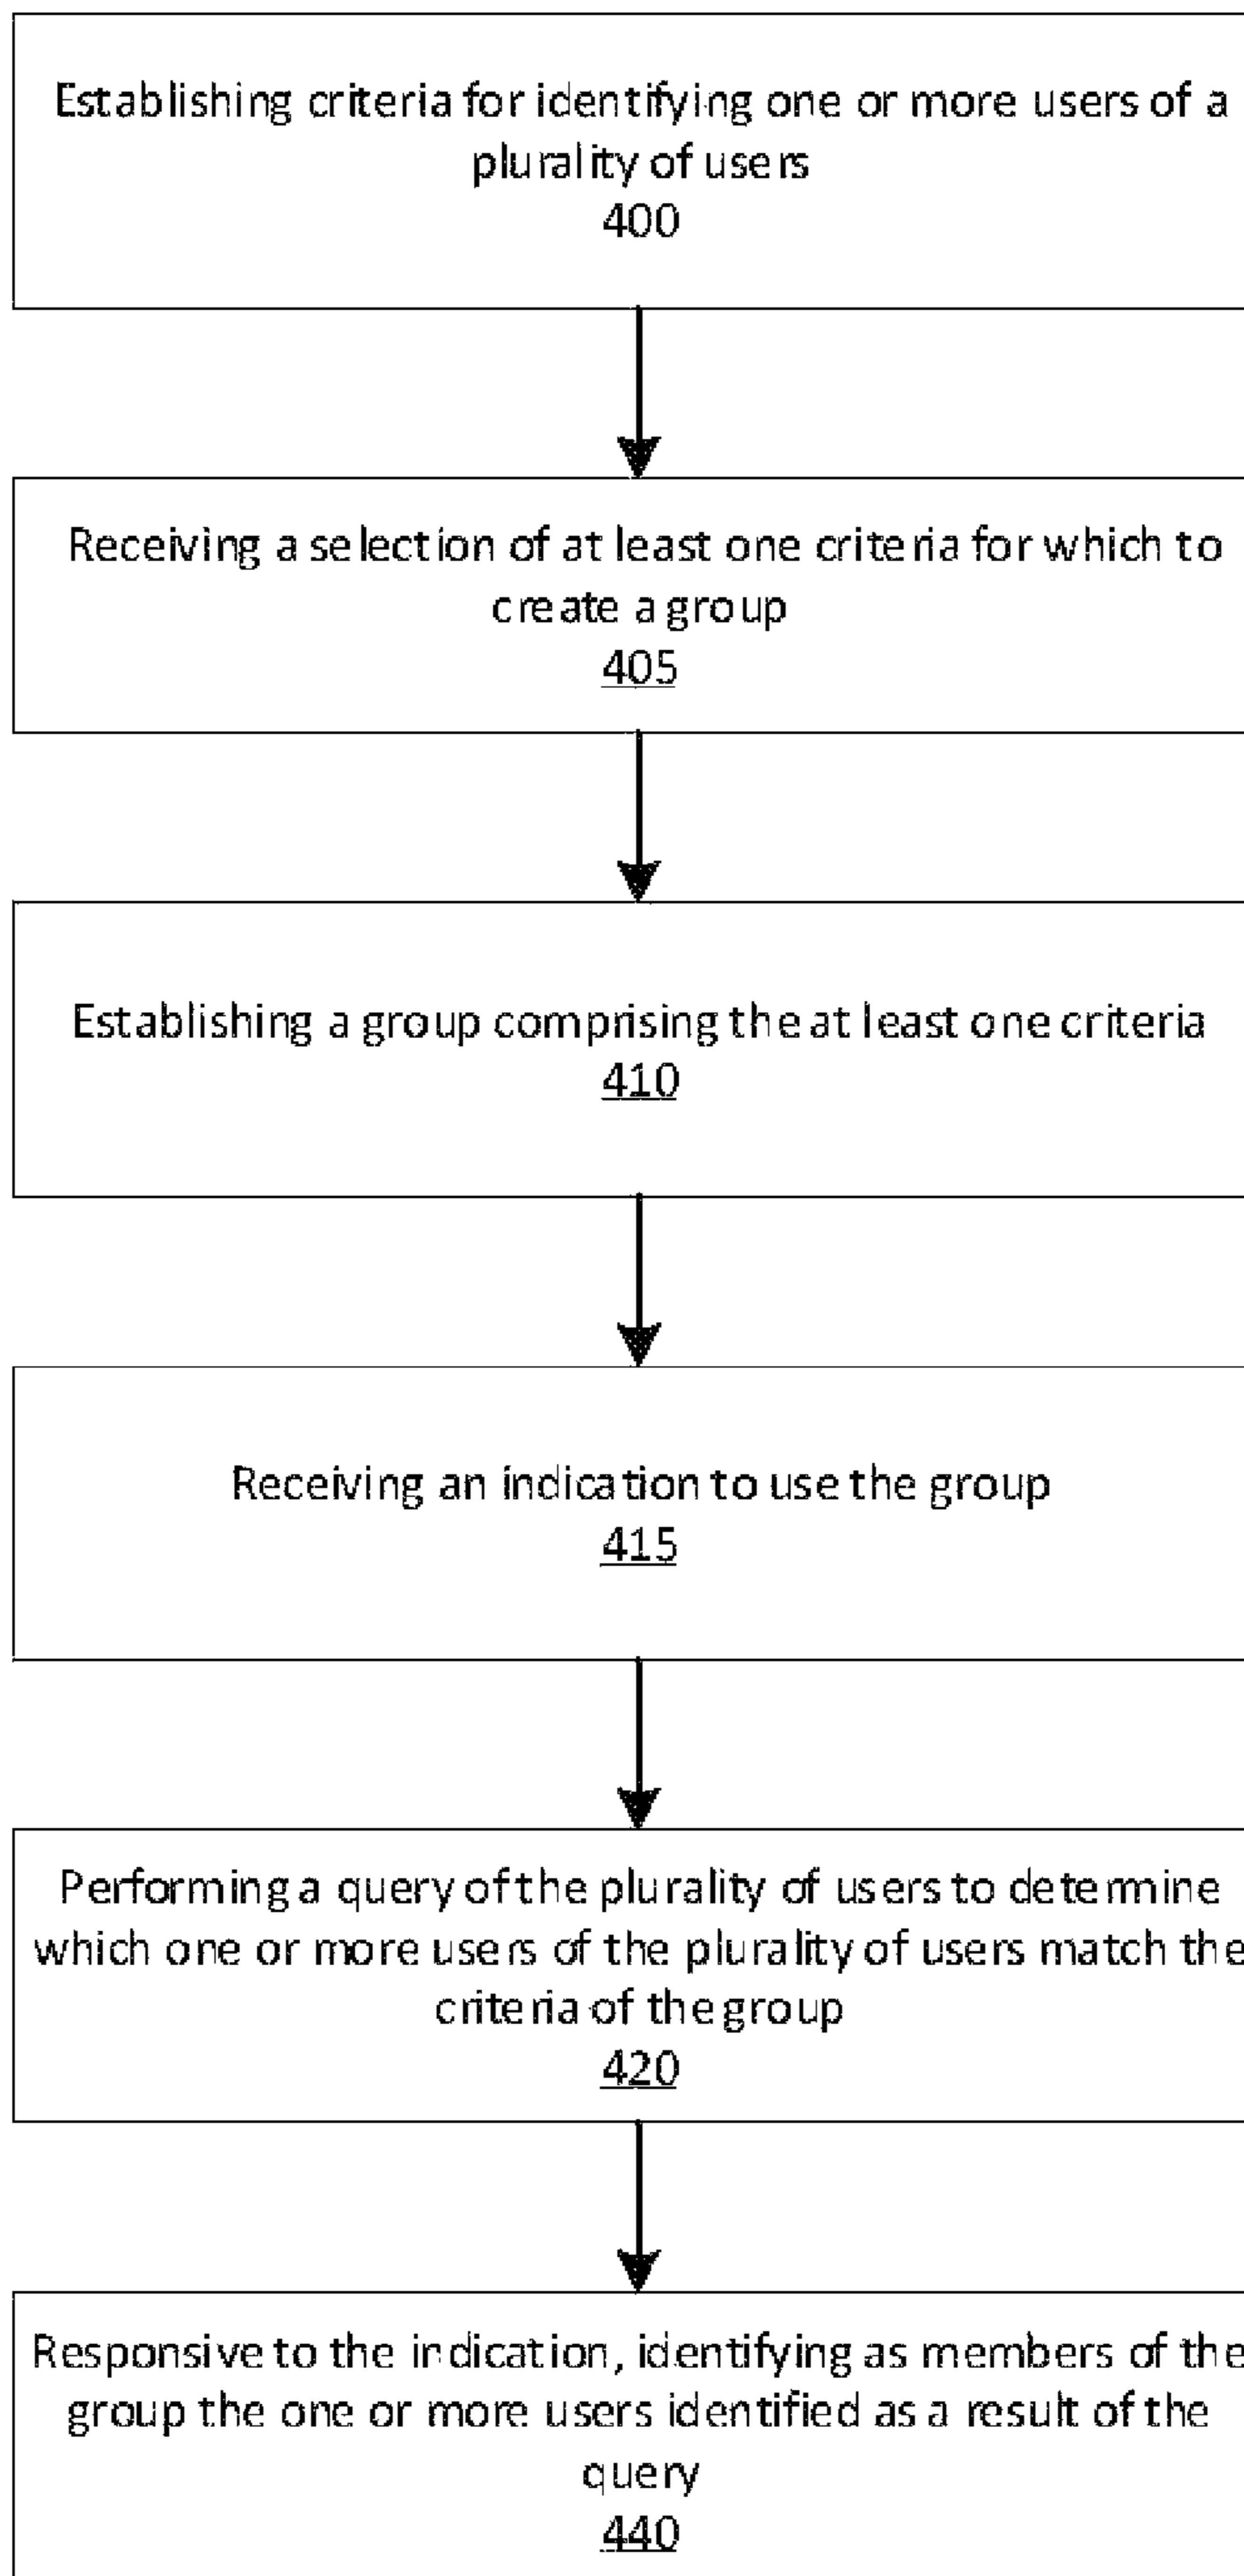 Establishing criteria for identifying one or more users of a
plurality of users
400
Receiving a selection of at least one criteria for which to
create a group
405
Establishing a group comprising the at least one criteria
410
Receiving an indication to use the group
415
Performing a query of the plurality of users to determine
which one or more users of the plurality of users match the
criteria of the group
420
Responsive to the indication, identifying as members of the
group the one or more users identified as a result of the
query
440